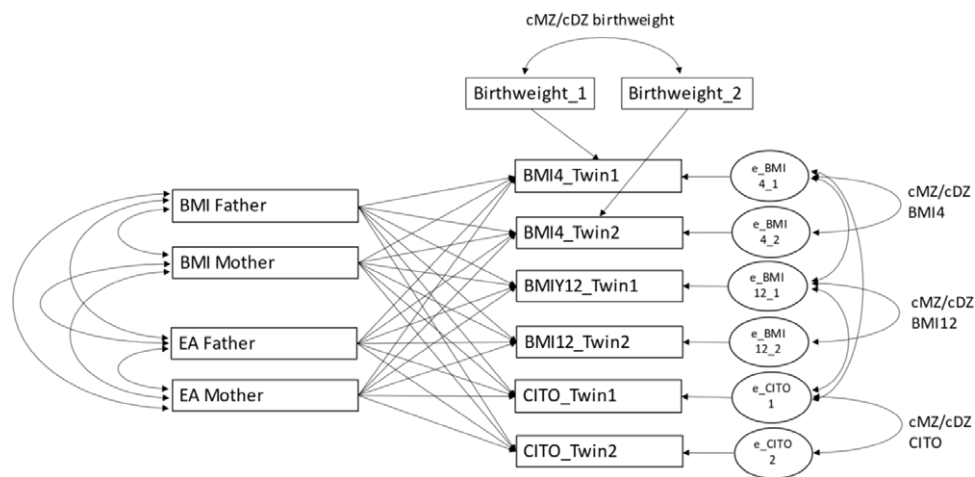 cMZ/cDZ birthweight
Birthweight_1
Birthweight_2
BMI4_Twin1
e_BMI
4_1
cMZ/cDZ
BMI4
BMI Father
BMI4_Twin2
e_BMI
4_2
BMI Mother
BMIY12_Twin1
e_BMI
12_1
cMZ/cDZ
BMI12
EA Father
BMI12_Twin2
e_BMI
12_2
EA Mother
CITO_Twin1
e_CITO
1
cMZ/cDZ
CITO
CITO_Twin2
e_CITO
2